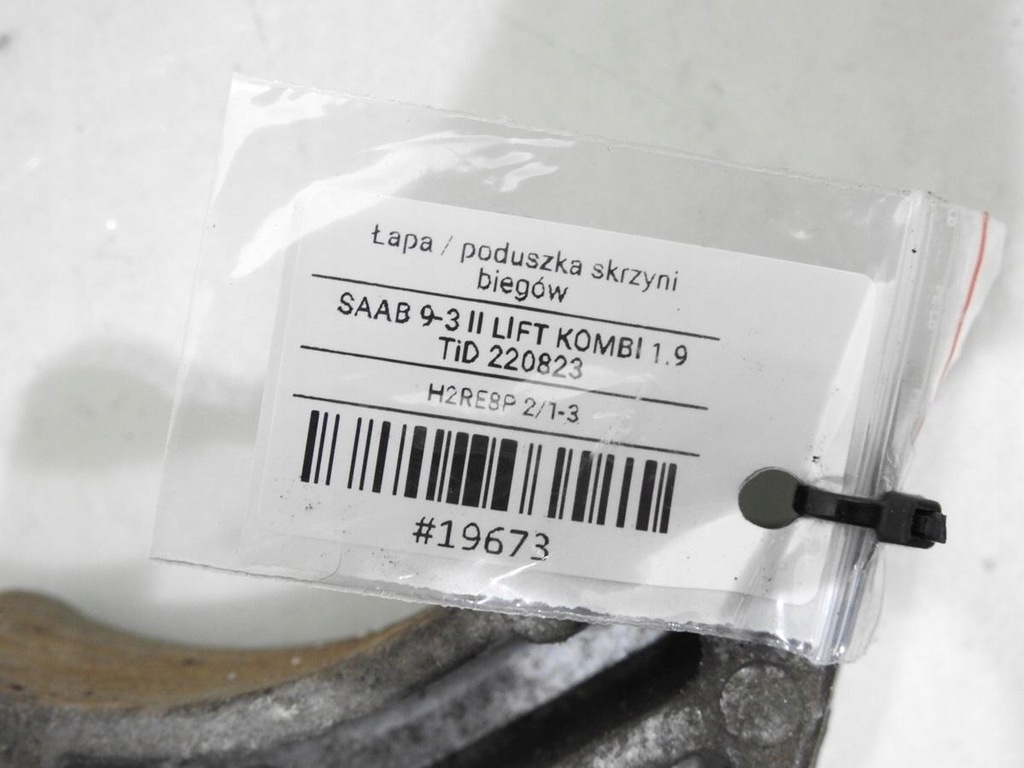 Łapa / poduszka skrzyni
biegów
SAAB 9-3 II LIFT KOMBI 1.9
TiD 220823
H2RE8P 2/1-3
#19673